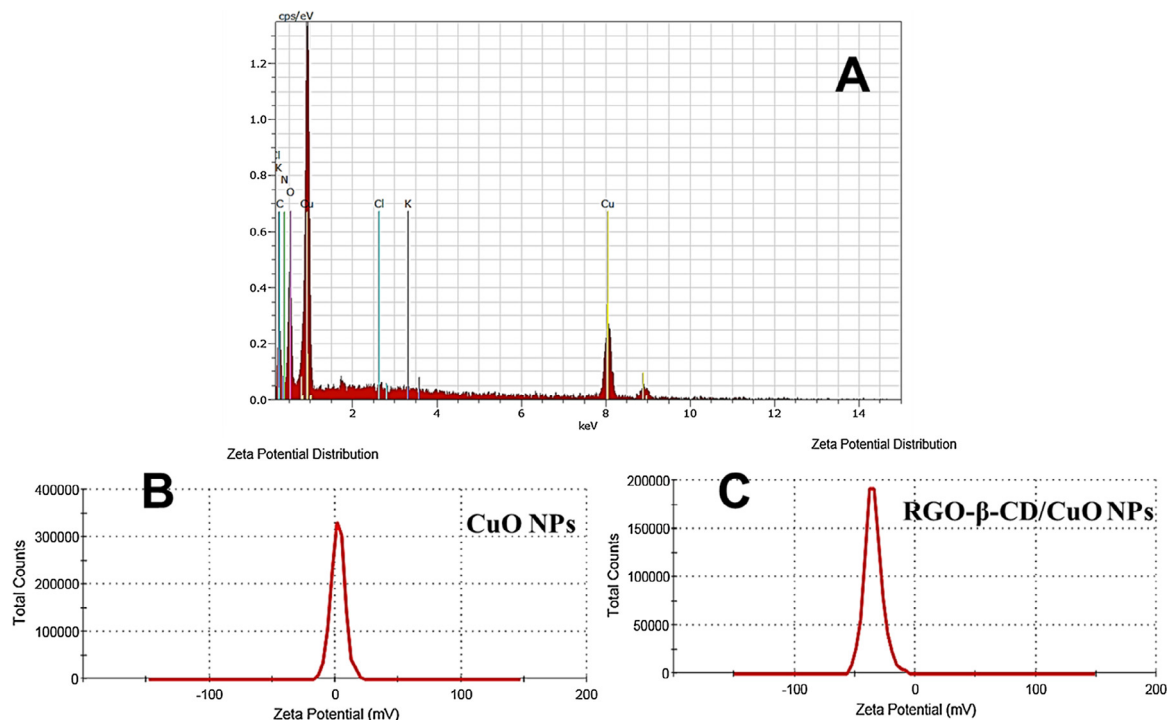 cps/eV
A
1.2
1.0
0.8
0.6
0.4
0.2
0.0
Cl
K
N
O
C Cu Cl K Cu
2 4 6 8 10 12 14
keV
Zeta Potential Distribution
Zeta Potential Distribution
B
CuO NPs
400000
300000
200000
100000
0
Total Counts
-100 0 100 200
Zeta Potential (mV)
C
RGO-β-CD/CuO NPs
200000
150000
100000
50000
0
Total Counts
-100 0 100 200
Zeta Potential (mV)